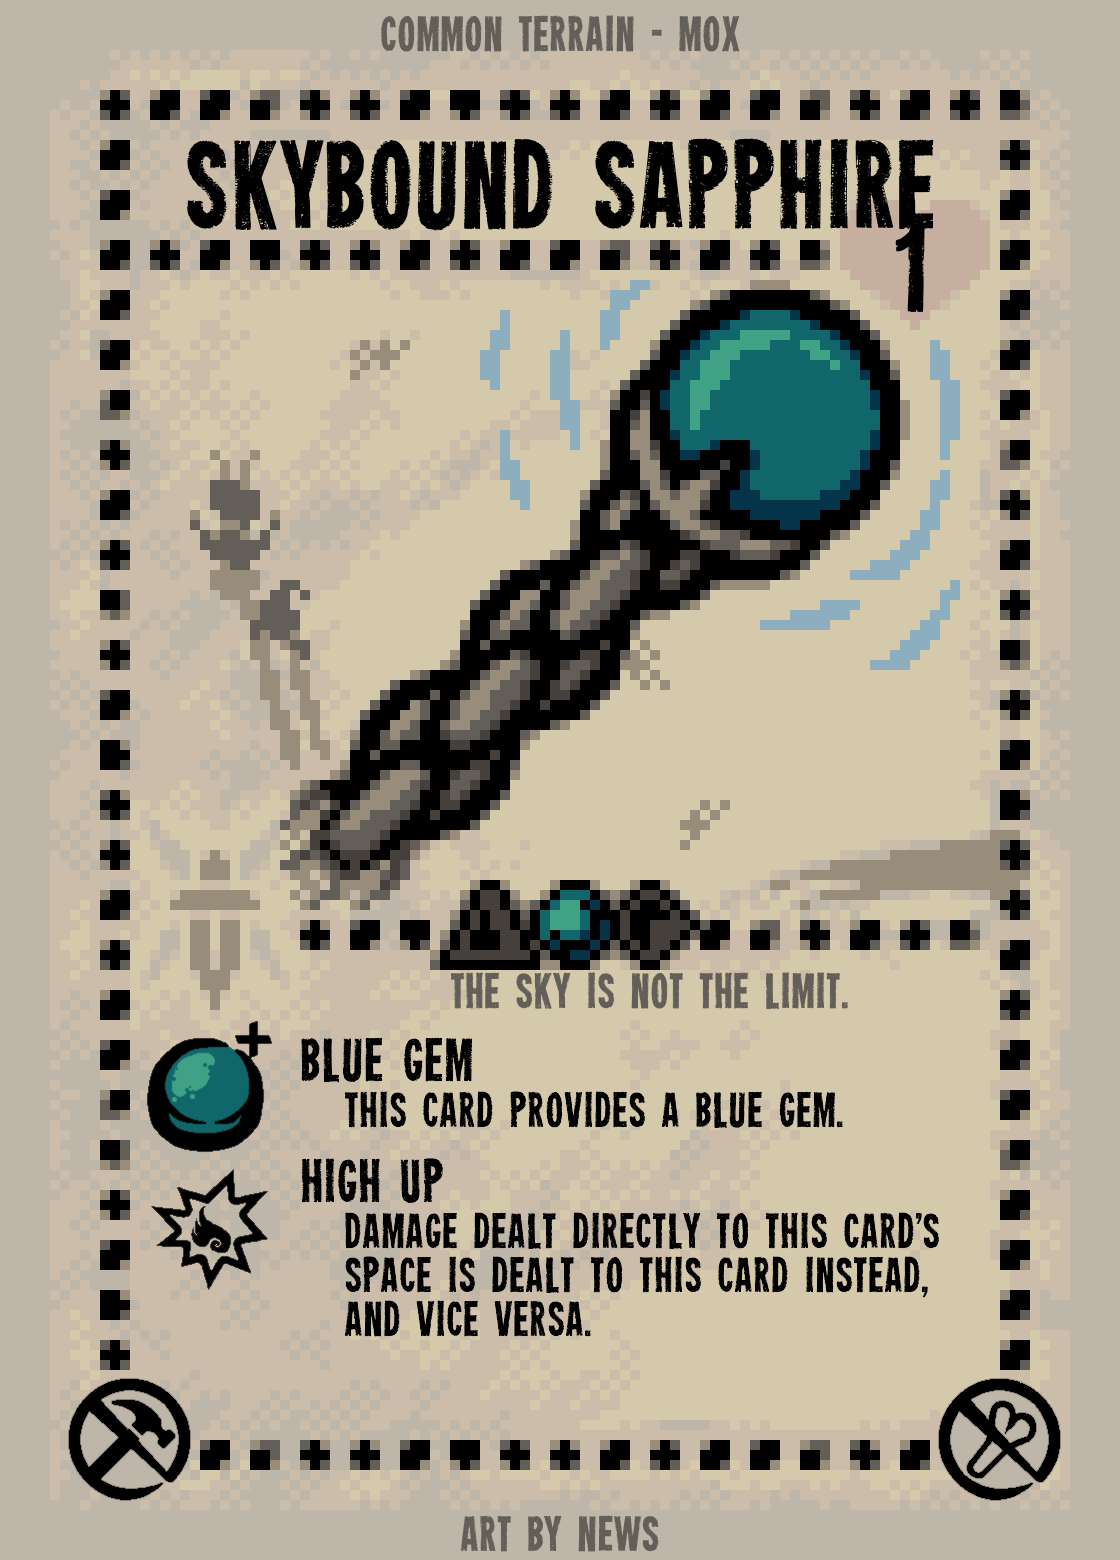 COMMON TERRAIN - MOX
SKYBOUND SAPPHIRE
1
THE SKY IS NOT THE LIMIT.
BLUE GEM
THIS CARD PROVIDES A BLUE GEM.
HIGH UP
DAMAGE DEALT DIRECTLY TO THIS CARD'S
SPACE IS DEALT TO THIS CARD INSTEAD,
AND VICE VERSA.
ART BY NEWS